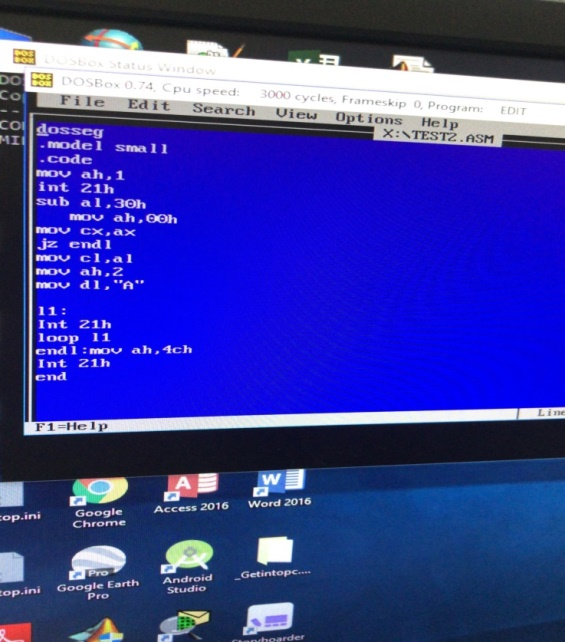 DOSBox Status Window
DOSBox 0.74, Cpu speed: 3000 cycles, Frameskip 0, Program: EDIT
File Edit Search View Options Help
X:\TEST2.ASM
dosseg
.model small
.code
mov ah,1
int 21h
sub al,30h
mov ah,00h
mov cx,ax
jz endl
mov cl,al
mov ah,2
mov dl,"A"
l1:
Int 21h
loop l1
endl:mov ah,4ch
Int 21h
end
F1=Help
Line
top.ini
Google Chrome
Access 2016
Word 2016
top.ini
Google Earth Pro
Android Studio
_Getintopc....
Storyboarder